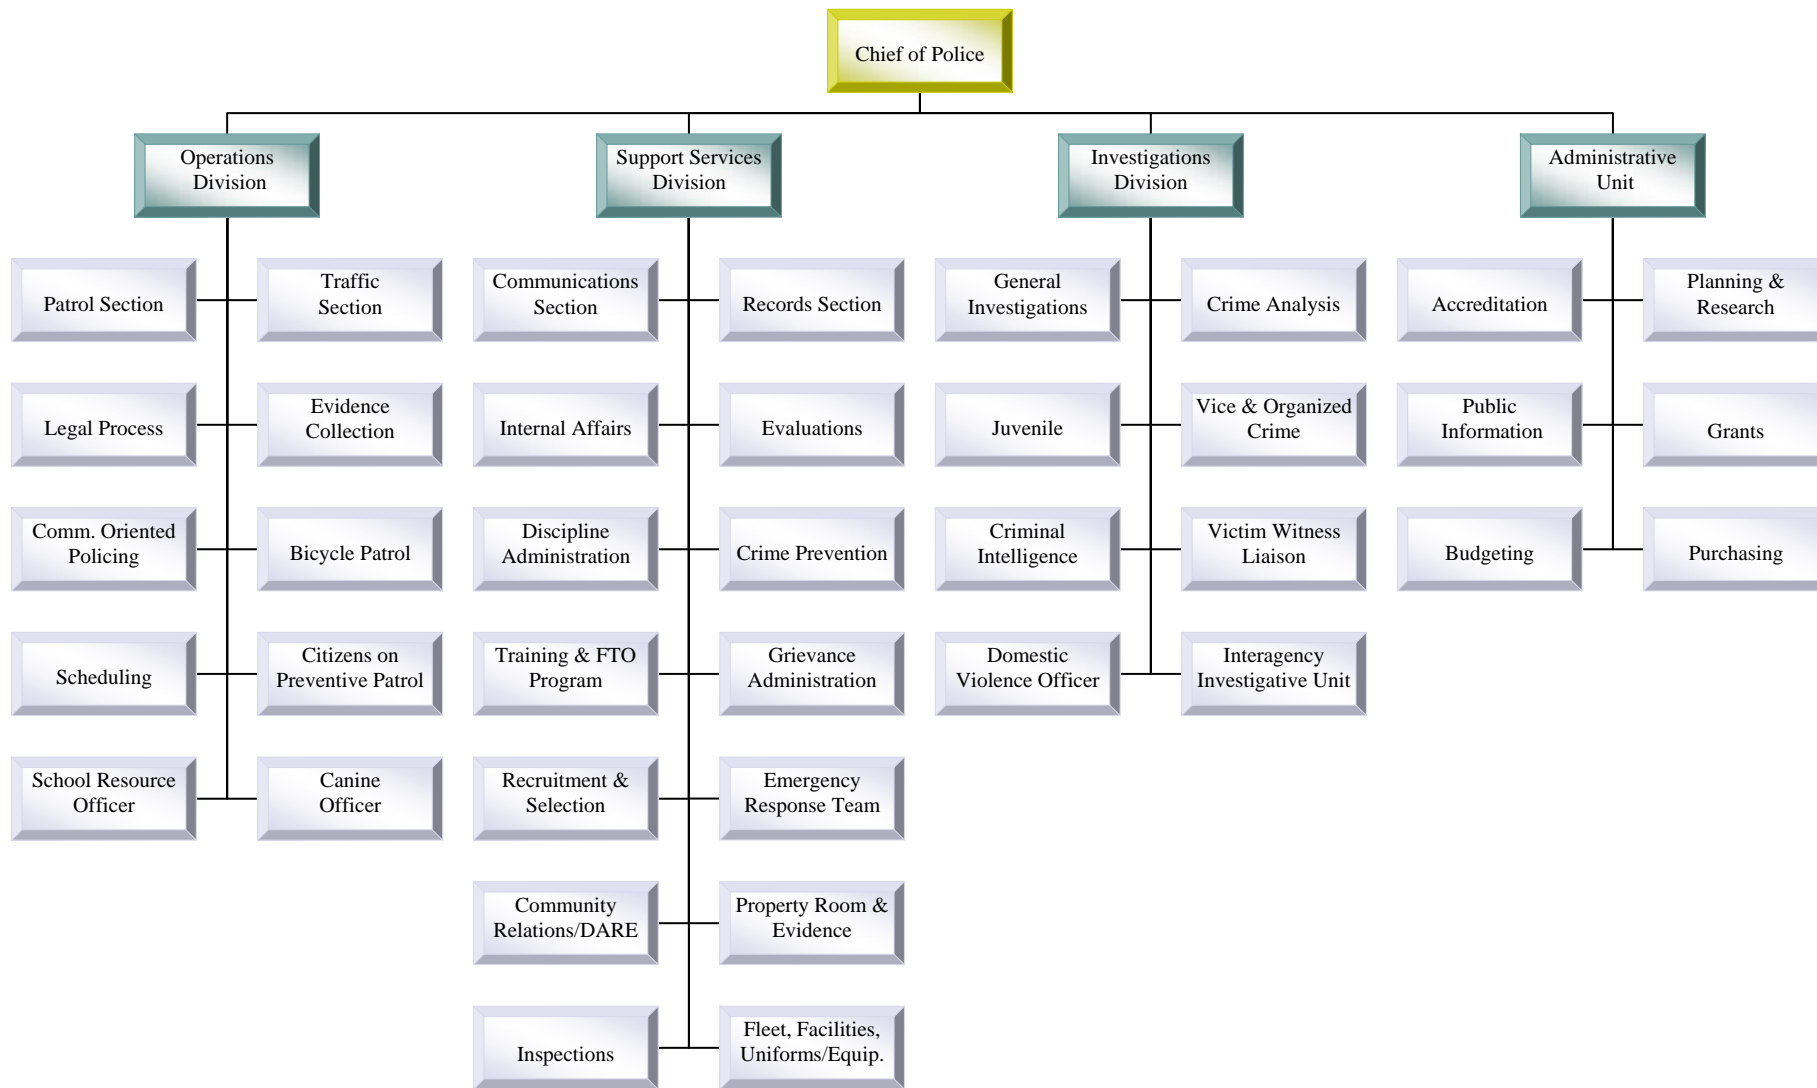 Chief of Police
Operations
Division
Support Services
Division
Investigations
Division
Administrative
Unit
Patrol Section
Traffic
Section
Communications
Section
Records Section
General
Investigations
Crime Analysis
Accreditation
Planning &
Research
Legal Process
Evidence
Collection
Internal Affairs
Evaluations
Juvenile
Vice & Organized
Crime
Public
Information
Grants
Comm. Oriented
Policing
Bicycle Patrol
Discipline
Administration
Crime Prevention
Criminal
Intelligence
Victim Witness
Liaison
Budgeting
Purchasing
Scheduling
Citizens on
Preventive Patrol
Training & FTO
Program
Grievance
Administration
Domestic
Violence Officer
Interagency
Investigative Unit
School Resource
Officer
Canine
Officer
Recruitment &
Selection
Emergency
Response Team
Community
Relations/DARE
Property Room &
Evidence
Inspections
Fleet, Facilities,
Uniforms/Equip.